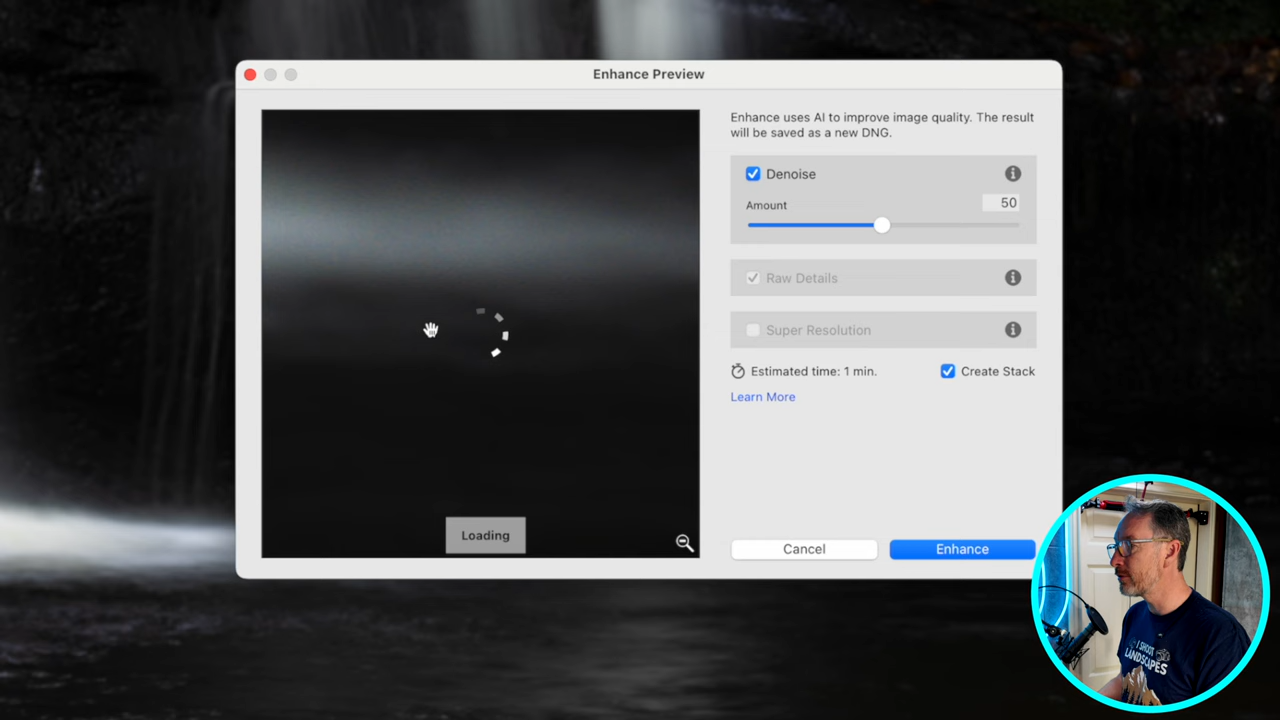 Enhance Preview
Enhance uses AI to improve image quality. The result
will be saved as a new DNG.
Denoise
Amount
50
Raw Details
Super Resolution
Estimated time: 1 min.
Create Stack
Learn More
Loading
Cancel
Enhance
I SHOOT
LANDSCAPES